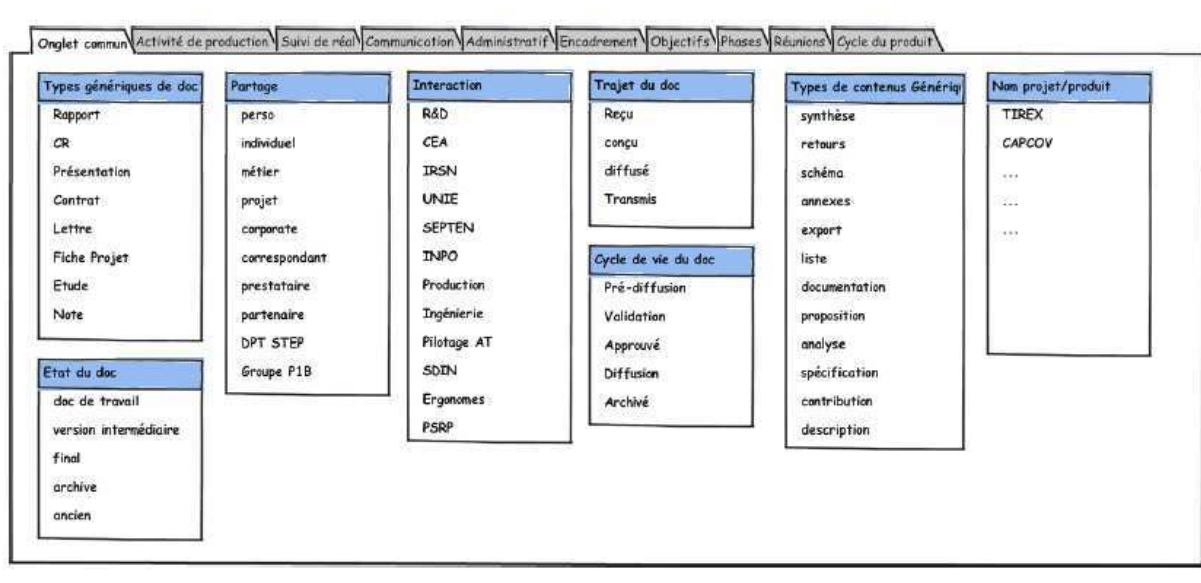 Onglet commun Activité de production Suivi de réal Communication Administratif Encadrement Objectifs Phases Réunions Cycle du produit
Types génériques de doc
Rapport
CR
Présentation
Contrat
Lettre
Fiche Projet
Etude
Note
Etat du doc
doc de travail
version intermédiaire
final
archive
ancien
Partage
perso
individuel
métier
projet
corporate
correspondant
prestataire
partenaire
DPT STEP
Groupe P1B
Interaction
R&D
CEA
IRSN
UNIE
SEPTEN
INPO
Production
Ingénierie
Pilotage AT
SDIN
Ergonomes
PSRP
Trajet du doc
Reçu
conçu
diffusé
Transmis
Cycle de vie du doc
Pré-diffusion
Validation
Approuvé
Diffusion
Archivé
Types de contenus Génériq
synthèse
retours
schéma
annexes
export
liste
documentation
proposition
analyse
spécification
contribution
description
Nom projet/produit
TIREX
CAPCOV
...
...
...